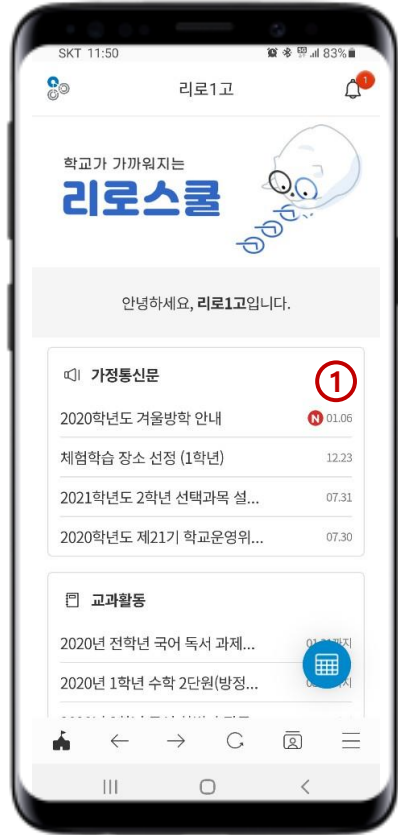 SKT 11:50 83%
리로1고
1
학교가 가까워지는
리로스쿨
안녕하세요, 리로1고입니다.
가정통신문
1
2020학년도 겨울방학 안내 N 01.06
체험학습 장소 선정 (1학년) 12.23
2021학년도 2학년 선택과목 설... 07.31
2020학년도 제21기 학교운영위... 07.30
교과활동
2020년 전학년 국어 독서 과제...
2020년 1학년 수학 2단원(방정...